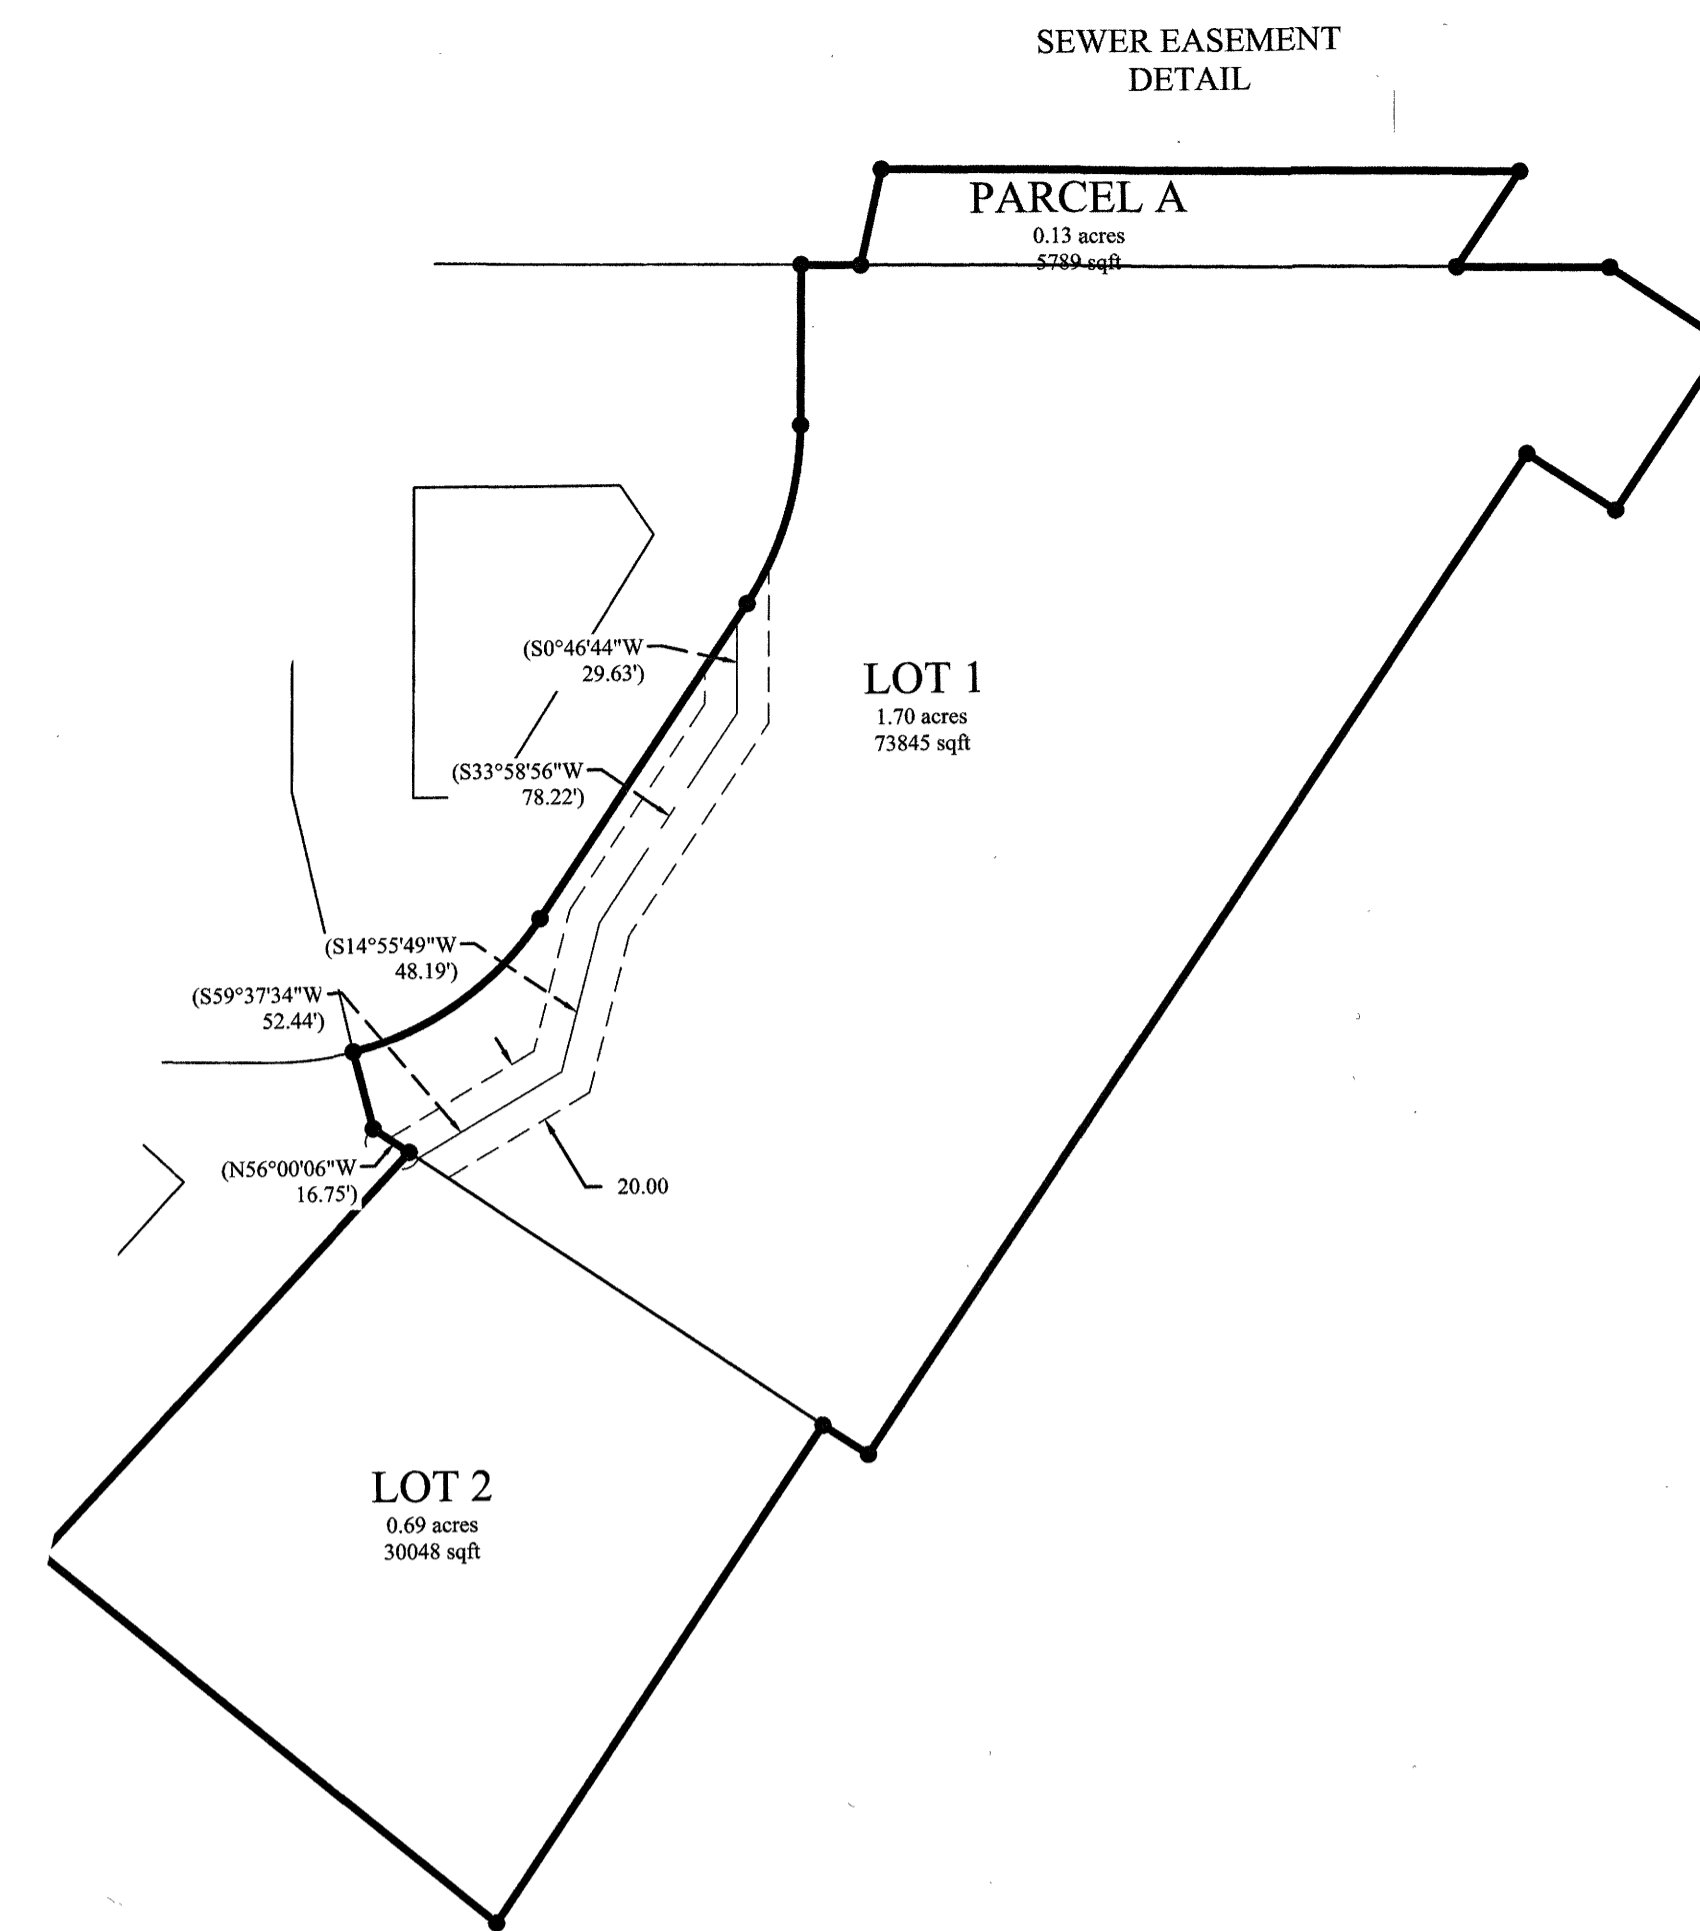 SEWER EASEMENT
DETAIL
PARCEL A
0.13 acres
5789 sqft
(S0°46'44"W
29.63')
LOT 1
1.70 acres
73845 sqft
(S33°58'56"W
78.22')
(S14°55'49"W
48.19')
(S59°37'34"W
52.44')
(N56°00'06"W
16.75')
20.00
LOT 2
0.69 acres
30048 sqft